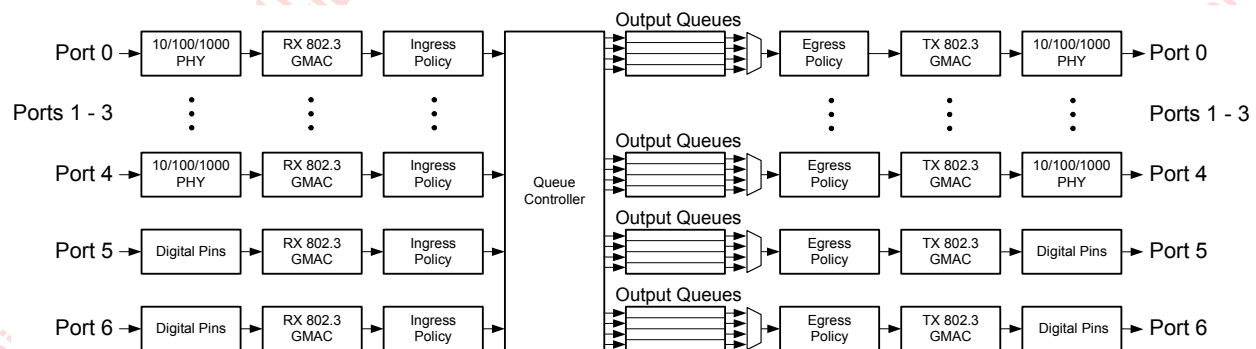 Output Queues
Port 0
10/100/1000
PHY
RX 802.3
GMAC
Ingress
Policy
Egress
Policy
TX 802.3
GMAC
10/100/1000
PHY
Port 0
Ports 1 - 3
Ports 1 - 3
Output Queues
Port 4
10/100/1000
PHY
RX 802.3
GMAC
Ingress
Policy
Queue
Controller
Egress
Policy
TX 802.3
GMAC
10/100/1000
PHY
Port 4
Output Queues
Port 5
Digital Pins
RX 802.3
GMAC
Ingress
Policy
Egress
Policy
TX 802.3
GMAC
Digital Pins
Port 5
Output Queues
Port 6
Digital Pins
RX 802.3
GMAC
Ingress
Policy
Egress
Policy
TX 802.3
GMAC
Digital Pins
Port 6